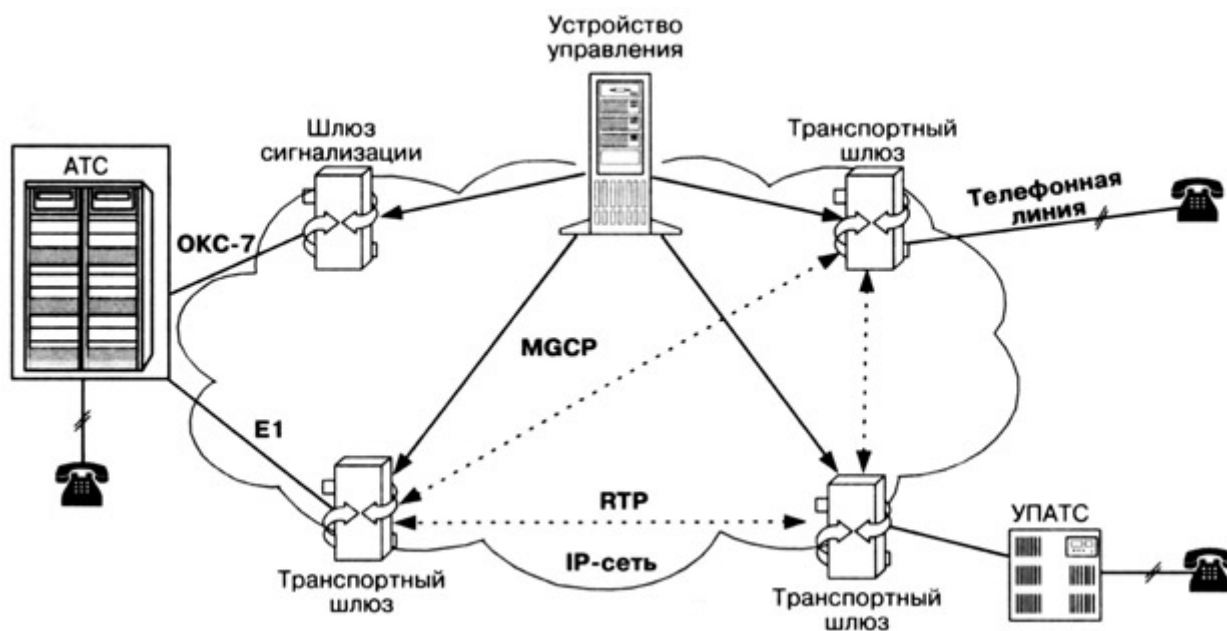 Устройство
управления
Шлюз
сигнализации
Транспортный
шлюз
АТС
Телефонная
линия
ОКС-7
MGCP
E1
RTP
УПАТС
IP-сеть
Транспортный
шлюз
Транспортный
шлюз